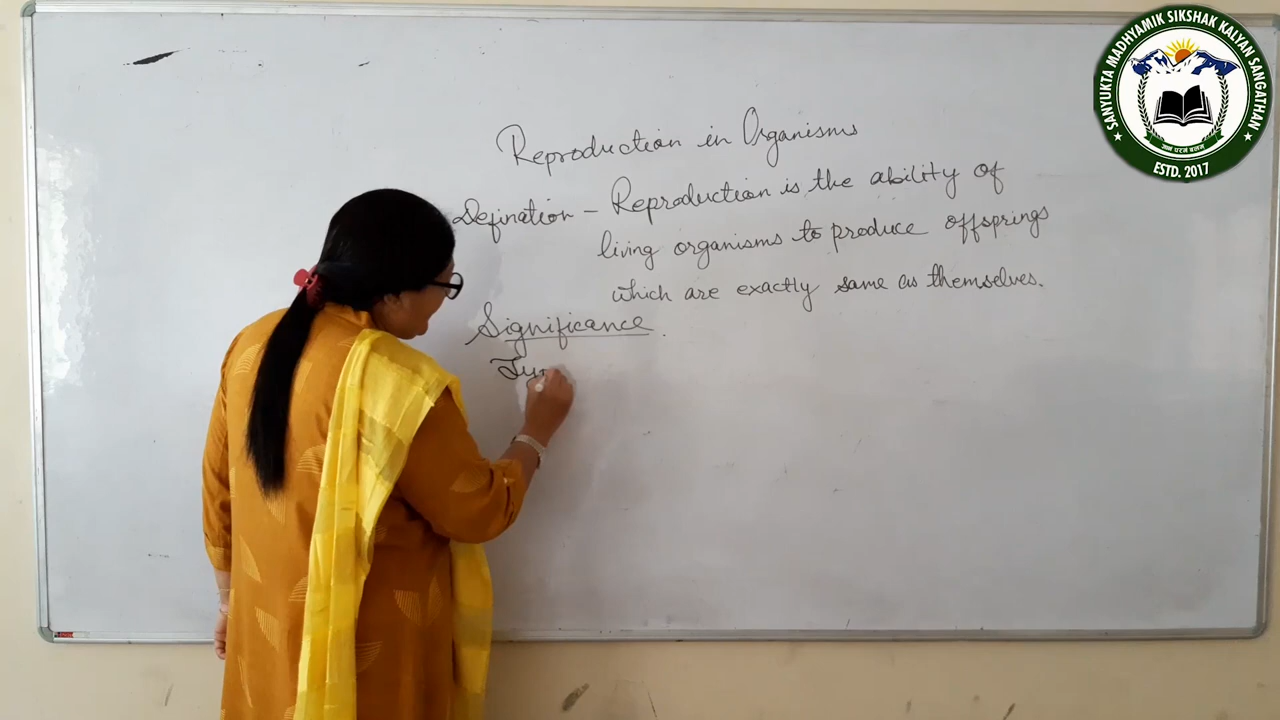 Reproduction in Organisms
Defination – Reproduction is the ability of
living organisms to produce offsprings
which are exactly same as themselves.
Significance.
SANYUKTA MADHYAMIK SIKSHAK KALYAN SANGATHAN
ESTD. 2017